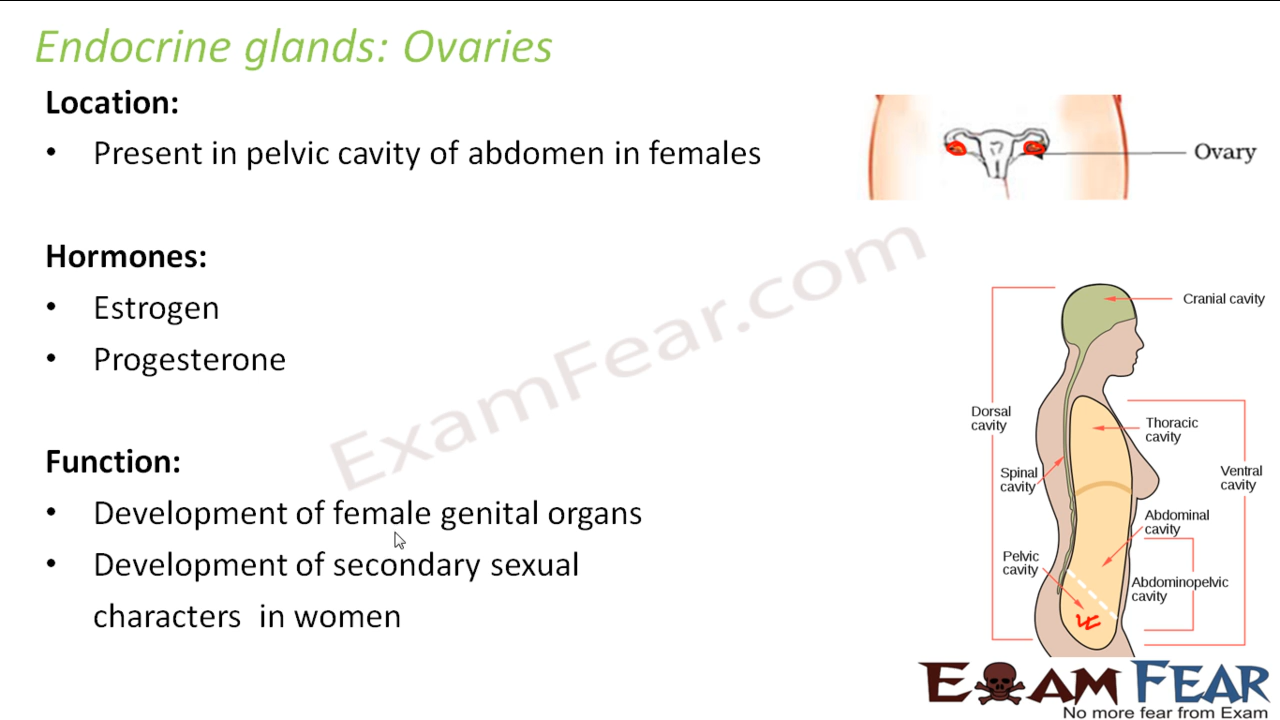 Endocrine glands: Ovaries
Location:
• Present in pelvic cavity of abdomen in females
Ovary
Hormones:
• Estrogen
• Progesterone
ExamFear.com
Function:
• Development of female genital organs
• Development of secondary sexual
characters in women
Cranial cavity
Dorsal
cavity
Thoracic
cavity
Spinal
cavity
Ventral
cavity
Abdominal
cavity
Pelvic
cavity
Abdominopelvic
cavity
EXAM FEAR
No more fear from Exam